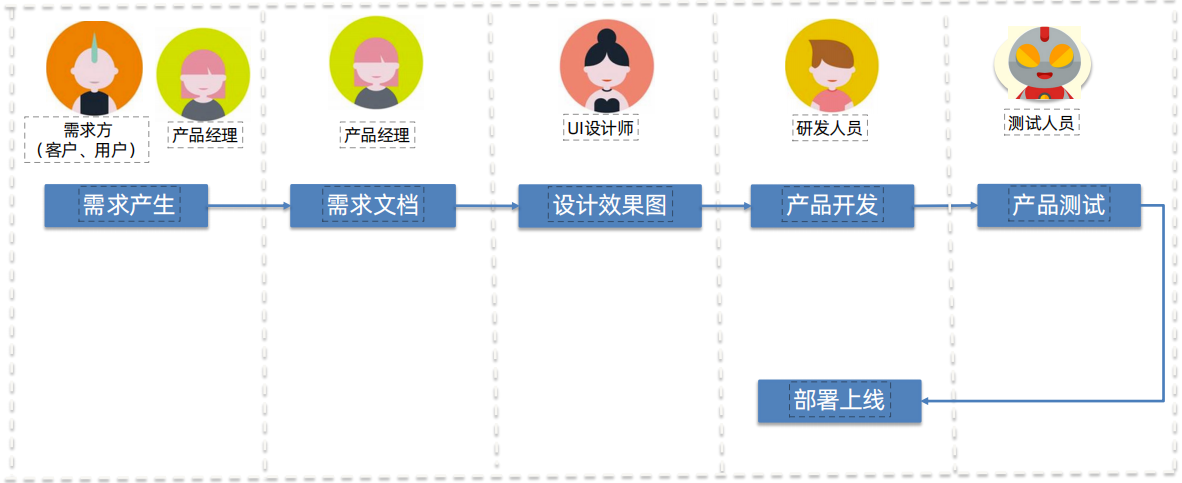 需求方
（客户、用户）
产品经理
产品经理
UI设计师
研发人员
测试人员
需求产生
需求文档
设计效果图
产品开发
产品测试
部署上线